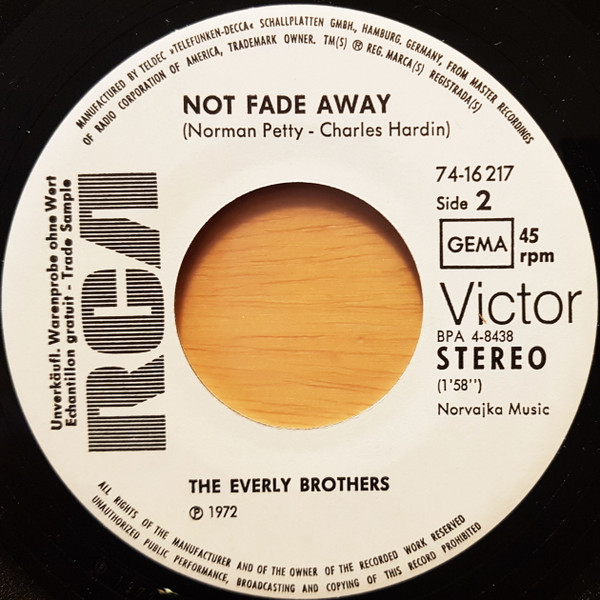 MANUFACTURED BY TELDEC »TELEFUNKEN-DECCA« SCHALLPLATTEN GMBH., HAMBURG. GERMANY, FROM MASTER RECORDINGS
OF RADIO CORPORATION OF AMERICA, TRADEMARK OWNER. TM(S) ® REG. MARCA(S) REGISTRADA(S)
NOT FADE AWAY
(Norman Petty - Charles Hardin)
74-16 217
Side 2
GEMA
45
rpm
Victor
BPA 4-8438
STEREO
(1'58'')
Norvajka Music
RCA
Unverkäufl. Warenprobe ohne Wert
Echantillon gratuit - Trade Sample
THE EVERLY BROTHERS
℗ 1972
ALL RIGHTS OF THE MANUFACTURER AND OF THE OWNER OF THE RECORDED WORK RESERVED
UNAUTHORIZED PUBLIC PERFORMANCE, BROADCASTING AND COPYING OF THIS RECORD PROHIBITED